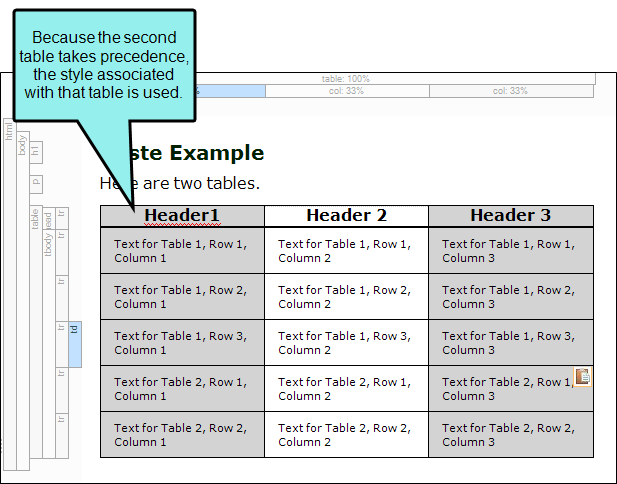 Because the second
table takes precedence,
the style associated
with that table is used.
table: 100%
%
col: 33%
col: 33%
html
body
h1
p
table
ead
tbody
tr
tr
tr
tr
td
tr
tr
ste Example
He e are two tables.
Header1 Header 2 Header 3
Text for Table 1, Row 1, Text for Table 1, Row 1, Text for Table 1, Row 1,
Column 1 Column 2 Column 3
Text for Table 1, Row 2, Text for Table 1, Row 2, Text for Table 1, Row 2,
Column 1 Column 2 Column 3
Text for Table 1, Row 3, Text for Table 1, Row 3, Text for Table 1, Row 3,
Column 1 Column 2 Column 3
Text for Table 2, Row 1, Text for Table 2, Row 1, Text for Table 2, Row 1,
Column 1 Column 2 Column 3
Text for Table 2, Row 2, Text for Table 2, Row 2, Text for Table 2, Row 2,
Column 1 Column 2 Column 3